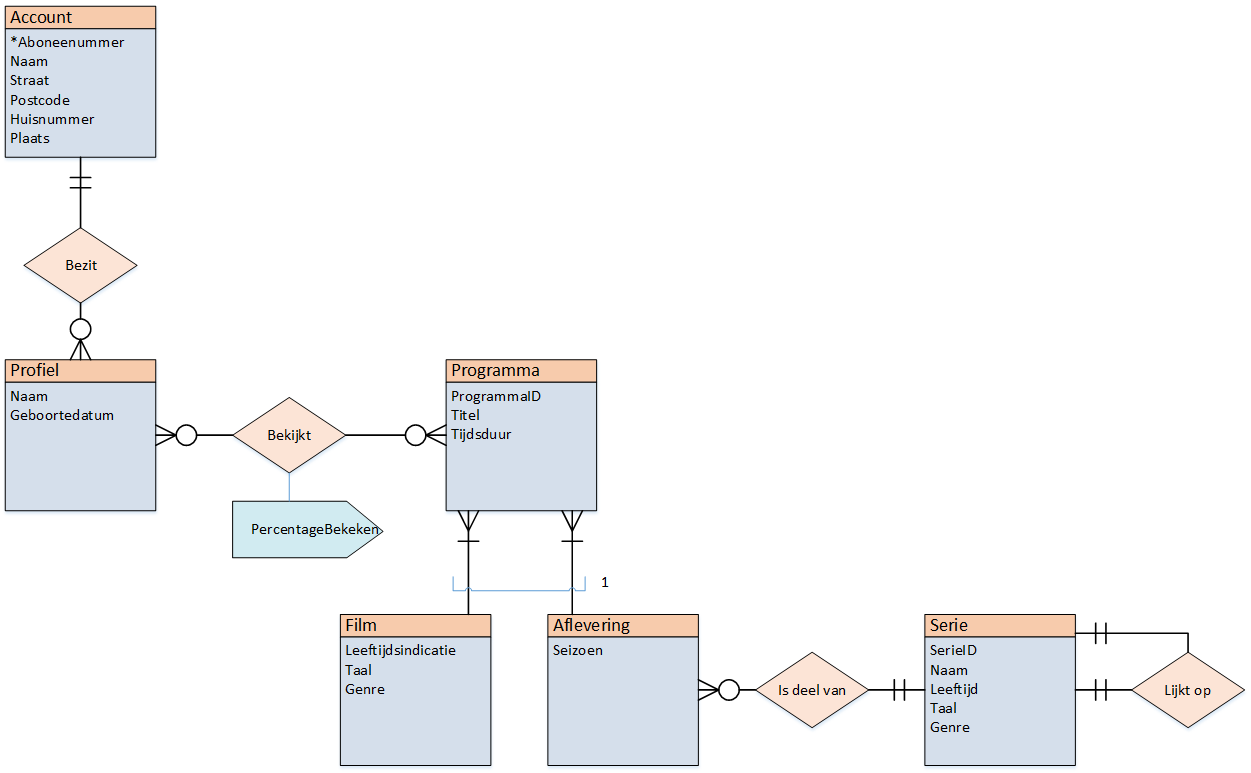 Account
*Aboneenummer
Naam
Straat
Postcode
Huisnummer
Plaats
Bezit
Profiel
Naam
Geboortedatum
Bekijkt
PercentageBekeken
Programma
ProgrammaID
Titel
Tijdsduur
1
Film
Leeftijdsindicatie
Taal
Genre
Aflevering
Seizoen
Is deel van
Serie
SerieID
Naam
Leeftijd
Taal
Genre
Lijkt op